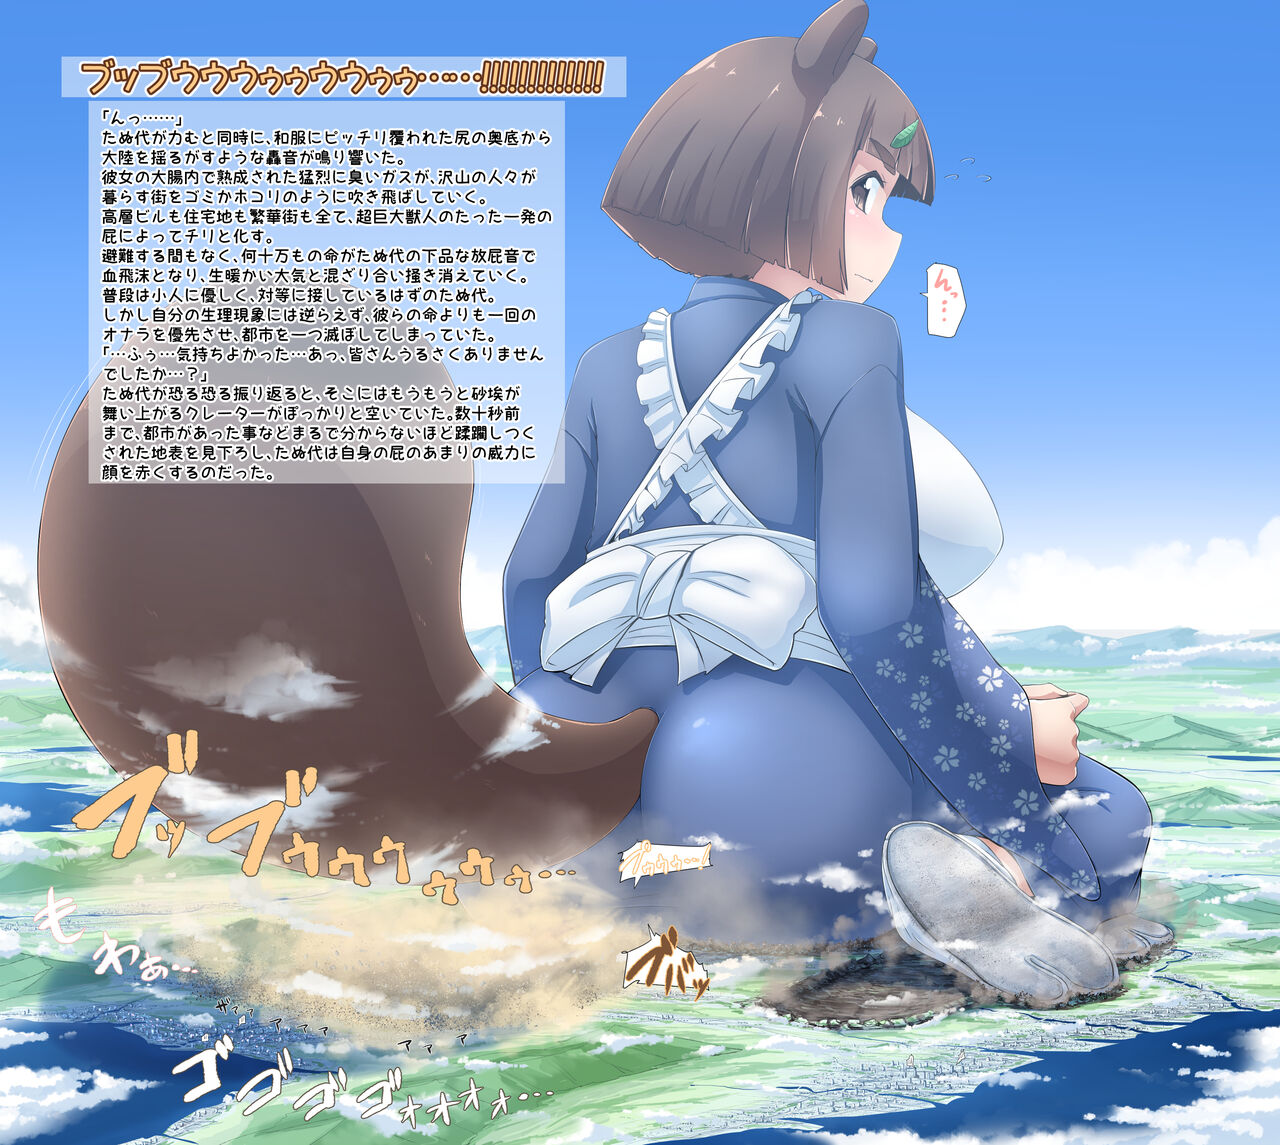 ブッブウウウゥゥウウゥゥ……!!!!!!!!!!!!!
「んっ……」
たぬ代が力むと同時に、和服にピッチリ覆われた尻の奥底から
大陸を揺るがすような轟音が鳴り響いた。
彼女の大腸内で熟成された猛烈に臭いガスが、沢山の人々が
暮らす街をゴミかホコリのように吹き飛ばしていく。
高層ビルも住宅地も繁華街も全て、超巨大獣人のたった一発の
屁によってチリと化す。
避難する間もなく、何十万もの命がたぬ代の下品な放屁音で
血飛沫となり、生暖かい大気と混ざり合い掻き消えていく。
普段は小人に優しく、対等に接しているはずのたぬ代。
しかし自分の生理現象には逆らえず、彼らの命よりも一回の
オナラを優先させ、都市を一つ滅ぼしてしまっていた。
「…ふぅ…気持ちよかった…あっ、皆さんうるさくありません
でしたか…？」
たぬ代が恐る恐る振り返ると、そこにはもうもうと砂埃が
舞い上がるクレーターがぽっかりと空いていた。数十秒前
まで、都市があった事などまるで分からないほど蹂躙しつく
された地表を見下ろし、たぬ代は自身の屁のあまりの威力に
顔を赤くするのだった。
んっ…
ブッブゥウウウゥウウゥ…
ブゥウゥゥ…!
ブボッ
もわぁ…
ザァァァァァ
ァァァ
ゴゴゴゴォォォォ…